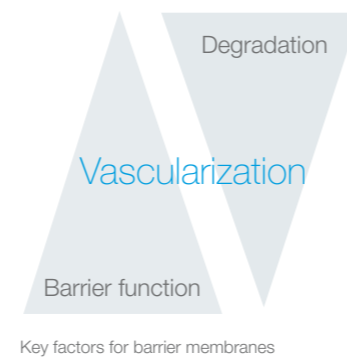 Degradation
Vascularization
Barrier function
Key factors for barrier membranes